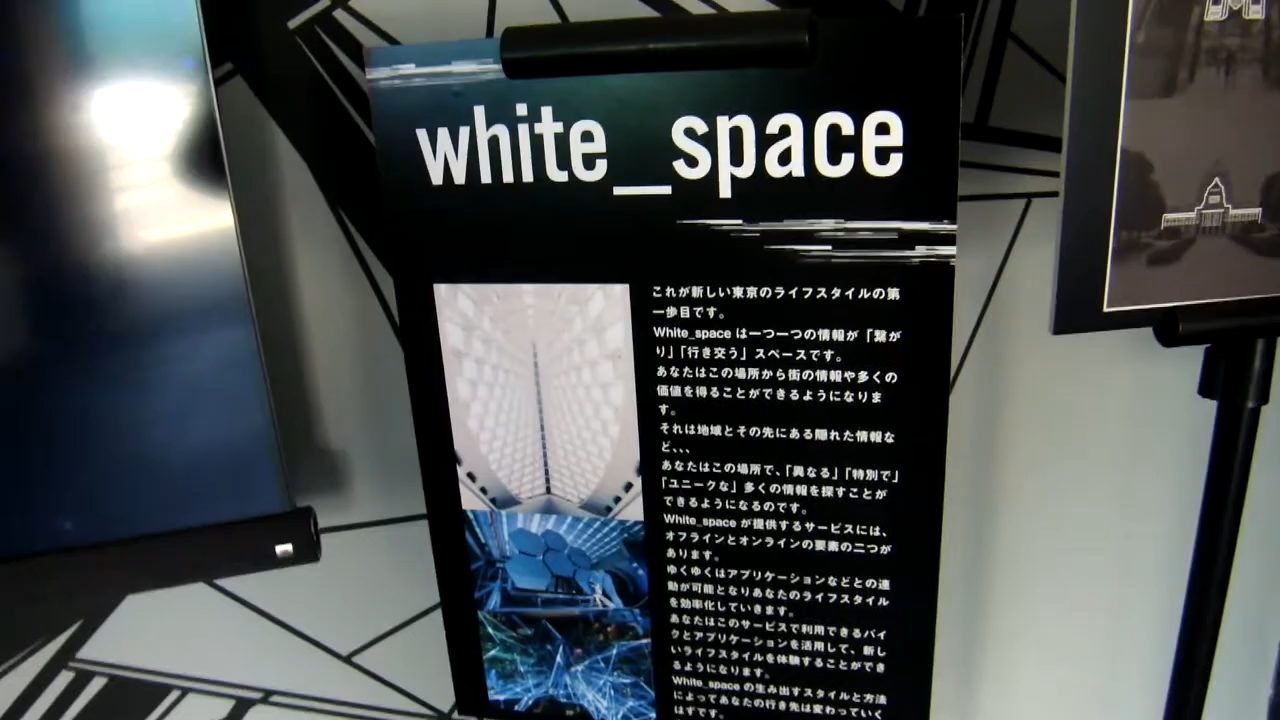 white_space
これが新しい東京のライフスタイルの第
一歩目です。
White_space は一つ一つの情報が「繋が
り」「行き交う」スペースです。
あなたはこの場所から街の情報や多くの
価値を得ることができるようになりま
す。
それは地域とその先にある隠れた情報な
ど、、、
あなたはこの場所で、「異なる」「特別で」
「ユニークな」多くの情報を探すことが
できるようになるのです。
White_space が提供するサービスには、
オフラインとオンラインの要素の二つが
あります。
ゆくゆくはアプリケーションなどとの連
動が可能となりあなたのライフスタイル
を効率化していきます。
あなたはこのサービスで利用できるバイ
クとアプリケーションを活用して、新し
いライフスタイルを体験することができ
るようになります。
White_space の生み出すスタイルと方法
によってあなたの行き先は変わっていく
はずです。